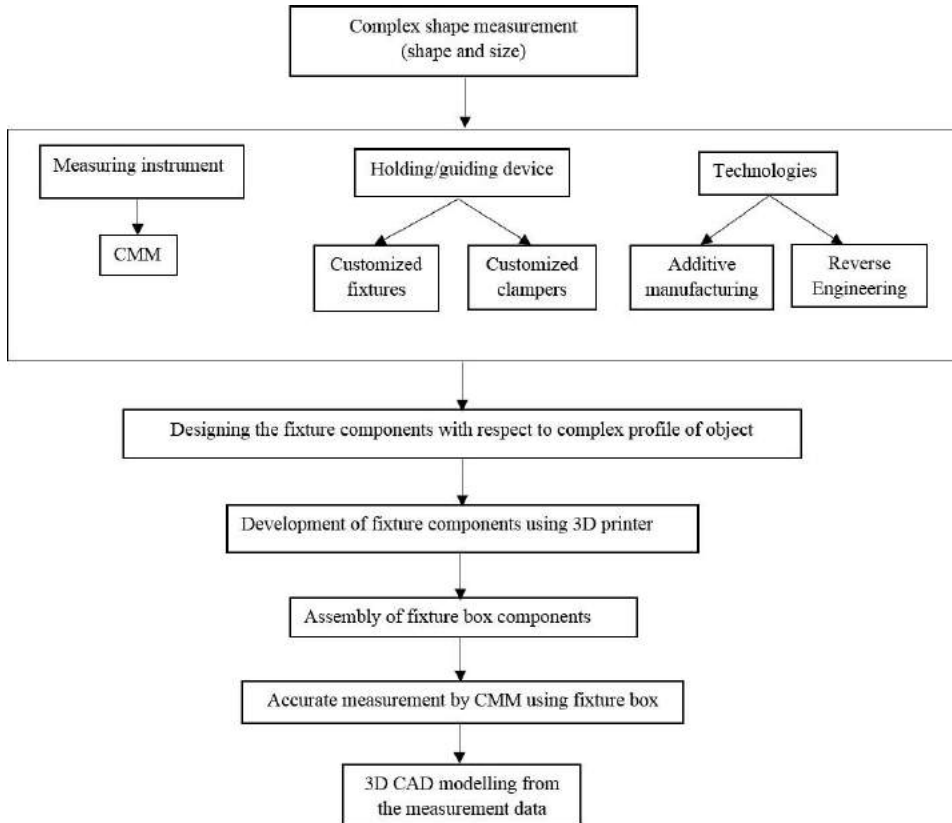 Complex shape measurement
(shape and size)
Measuring instrument
Holding/guiding device
Technologies
CMM
Customized
fixtures
Customized
clampers
Additive
manufacturing
Reverse
Engineering
Designing the fixture components with respect to complex profile of object
Development of fixture components using 3D printer
Assembly of fixture box components
Accurate measurement by CMM using fixture box
3D CAD modelling from
the measurement data